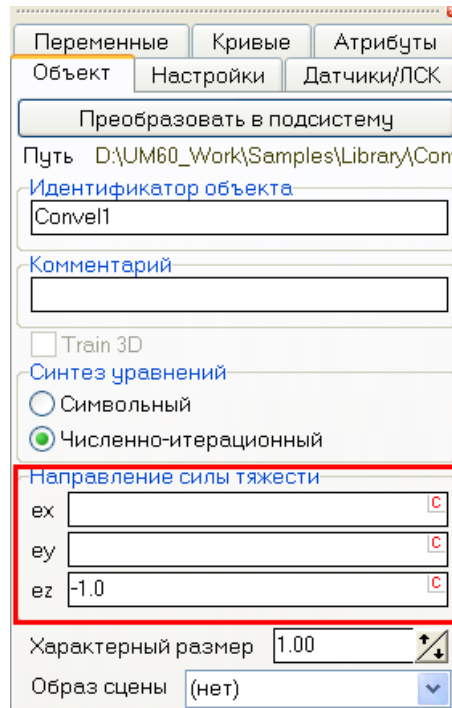 Переменные Кривые Атрибуты
Объект Настройки Датчики/ЛСК
Преобразовать в подсистему
Путь D:\UM60_Work\Samples\Library\Con
Идентификатор объекта
Convel1
Комментарий
Train 3D
Синтез уравнений
Символьный
Численно-итерационный
Направление силы тяжести
ex C
ey C
ez -1.0 C
Характерный размер 1.00
Образ сцены (нет)